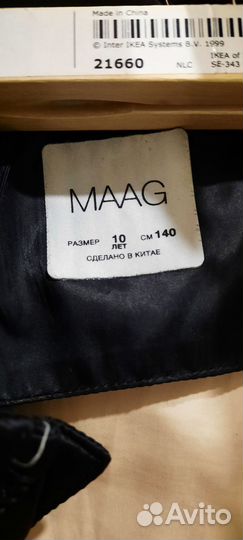 Made in China
© Inter IKEA Systems B.V. 1999
21660 NLC IKEA of
SE-343
MAAG
РАЗМЕР 10 ЛЕТ СМ 140
СДЕЛАНО В КИТАЕ
Avito